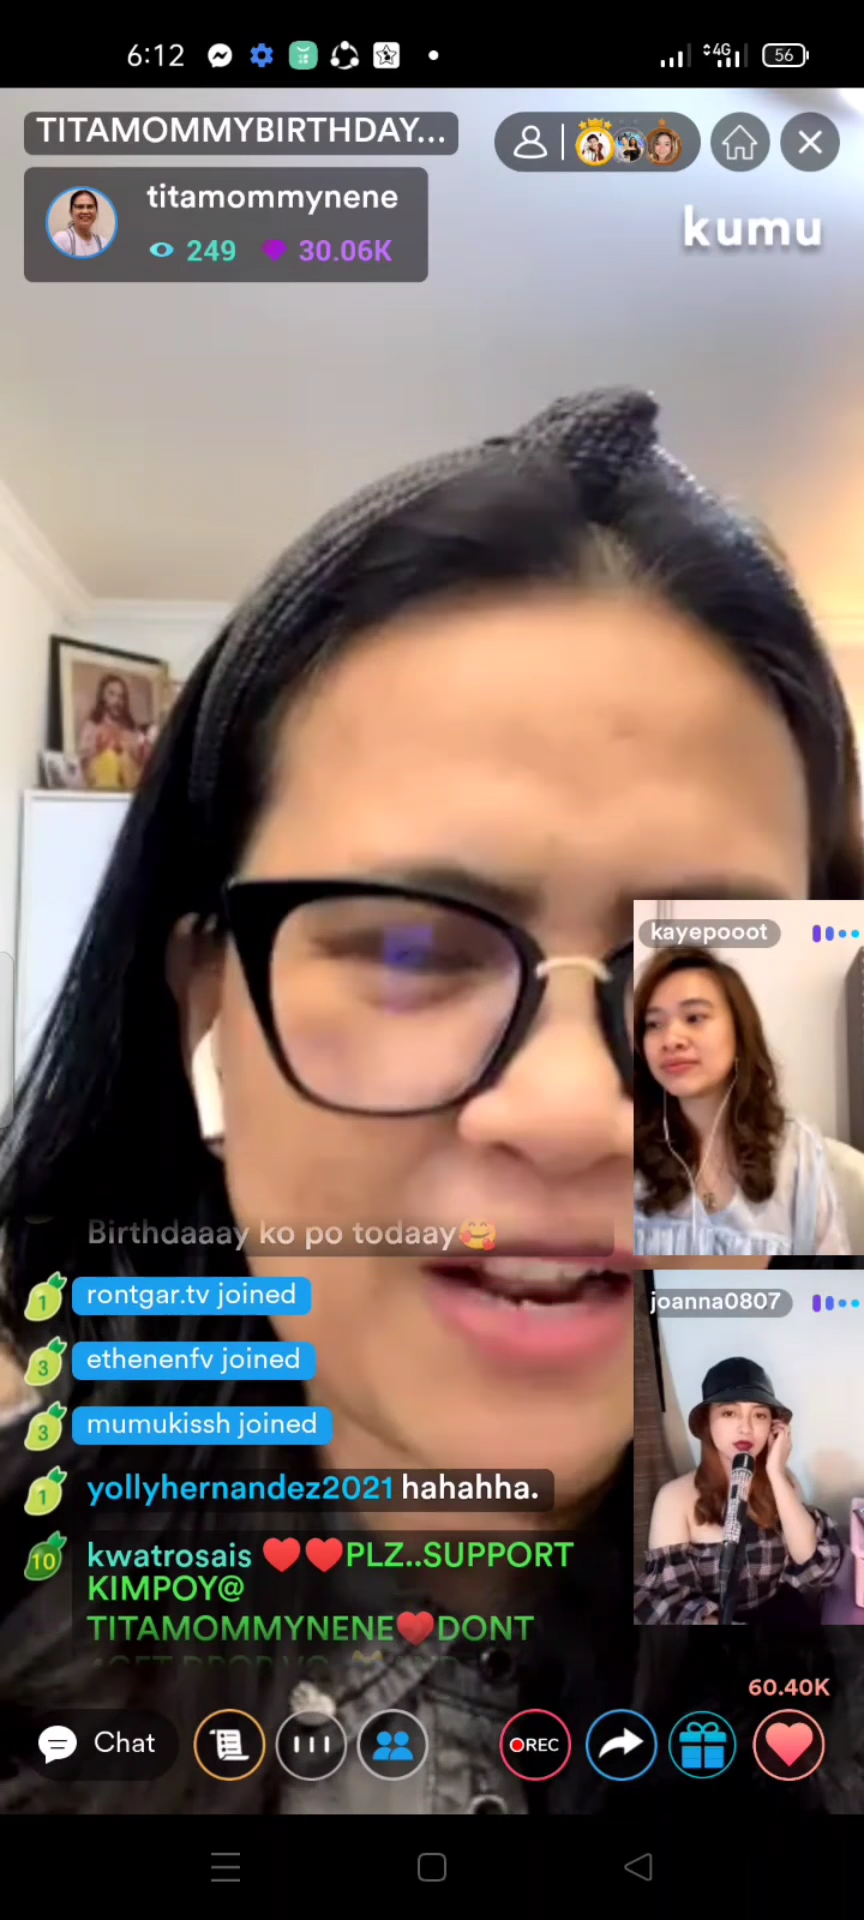 6:12
4G
56
TITAMOMMYBIRTHDAY...
titamommynene
249 30.06K
kumu
kayepooot
Birthdaaay ko po todaay🥰
1 rontgar.tv joined
joanna0807
3 ethenenfv joined
3 mumukissh joined
1 yollyhernandez2021 hahahha.
10 kwatrosais ❤️❤️PLZ..SUPPORT
KIMPOY@
TITAMOMMYNENE❤️DONT
60.40K
Chat
REC